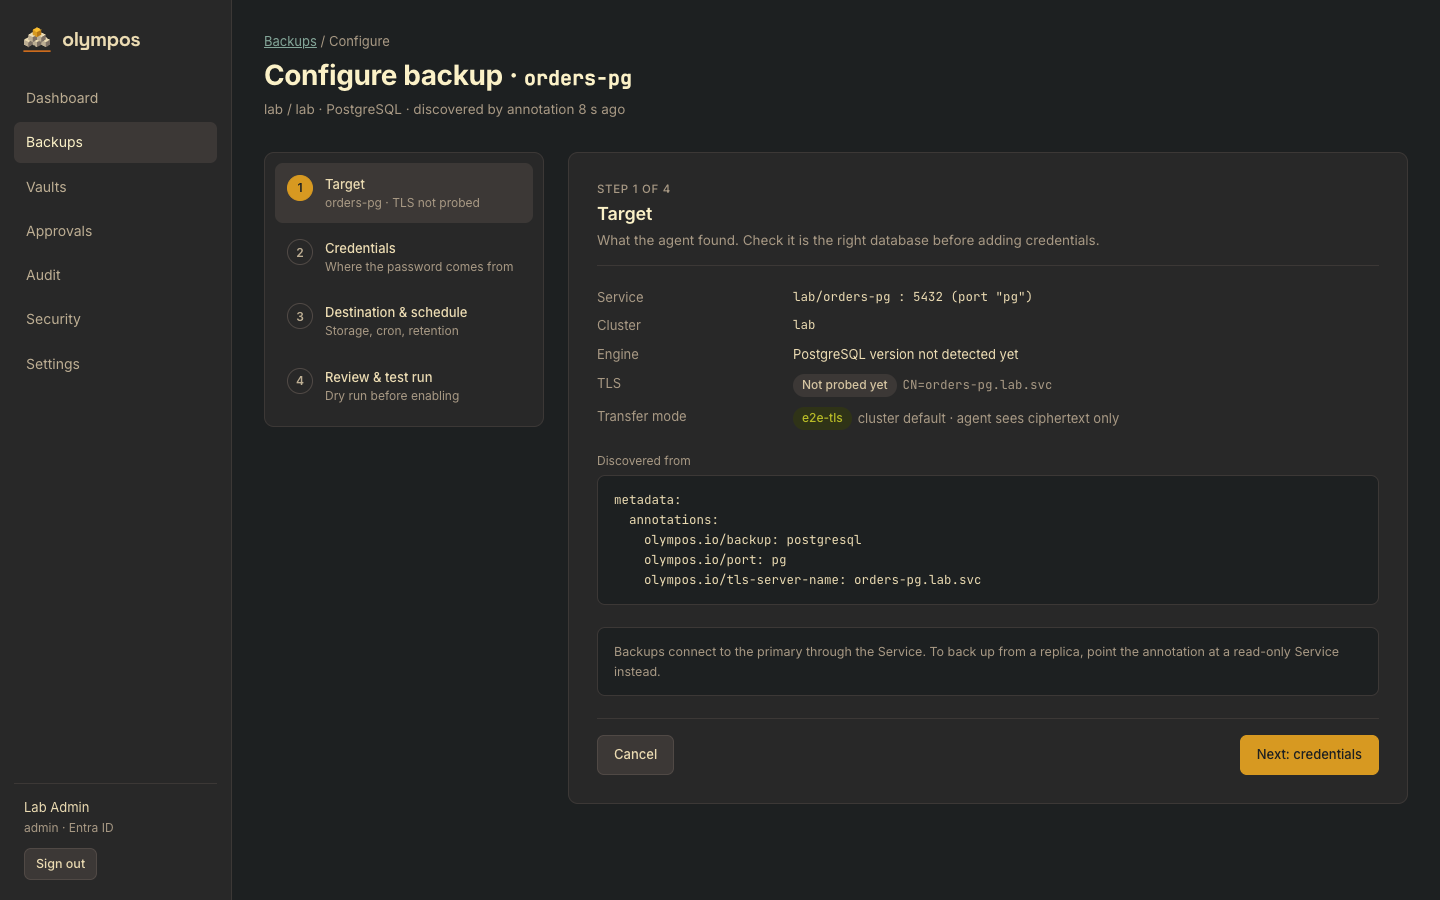 olympos
Dashboard
Backups
Vaults
Approvals
Audit
Security
Settings
Lab Admin
admin · Entra ID
Sign out
Backups / Configure
Configure backup · orders-pg
lab / lab · PostgreSQL · discovered by annotation 8 s ago
1
Target
orders-pg · TLS not probed
2
Credentials
Where the password comes from
3
Destination & schedule
Storage, cron, retention
4
Review & test run
Dry run before enabling
STEP 1 OF 4
Target
What the agent found. Check it is the right database before adding credentials.
Service lab/orders-pg : 5432 (port "pg")
Cluster lab
Engine PostgreSQL version not detected yet
TLS Not probed yet CN=orders-pg.lab.svc
Transfer mode e2e-tls cluster default · agent sees ciphertext only
Discovered from
metadata:
  annotations:
    olympos.io/backup: postgresql
    olympos.io/port: pg
    olympos.io/tls-server-name: orders-pg.lab.svc
Backups connect to the primary through the Service. To back up from a replica, point the annotation at a read-only Service
instead.
Cancel
Next: credentials